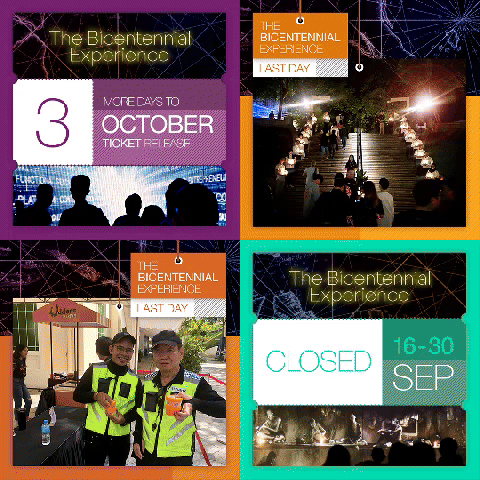 The Bicentennial
Experience
3
MORE DAYS TO
OCTOBER
TICKET RELEASE
THE
BICENTENNIAL
EXPERIENCE
LAST DAY
THE
BICENTENNIAL
EXPERIENCE
LAST DAY
The Bicentennial
Experience
CLOSED
16-30
SEP